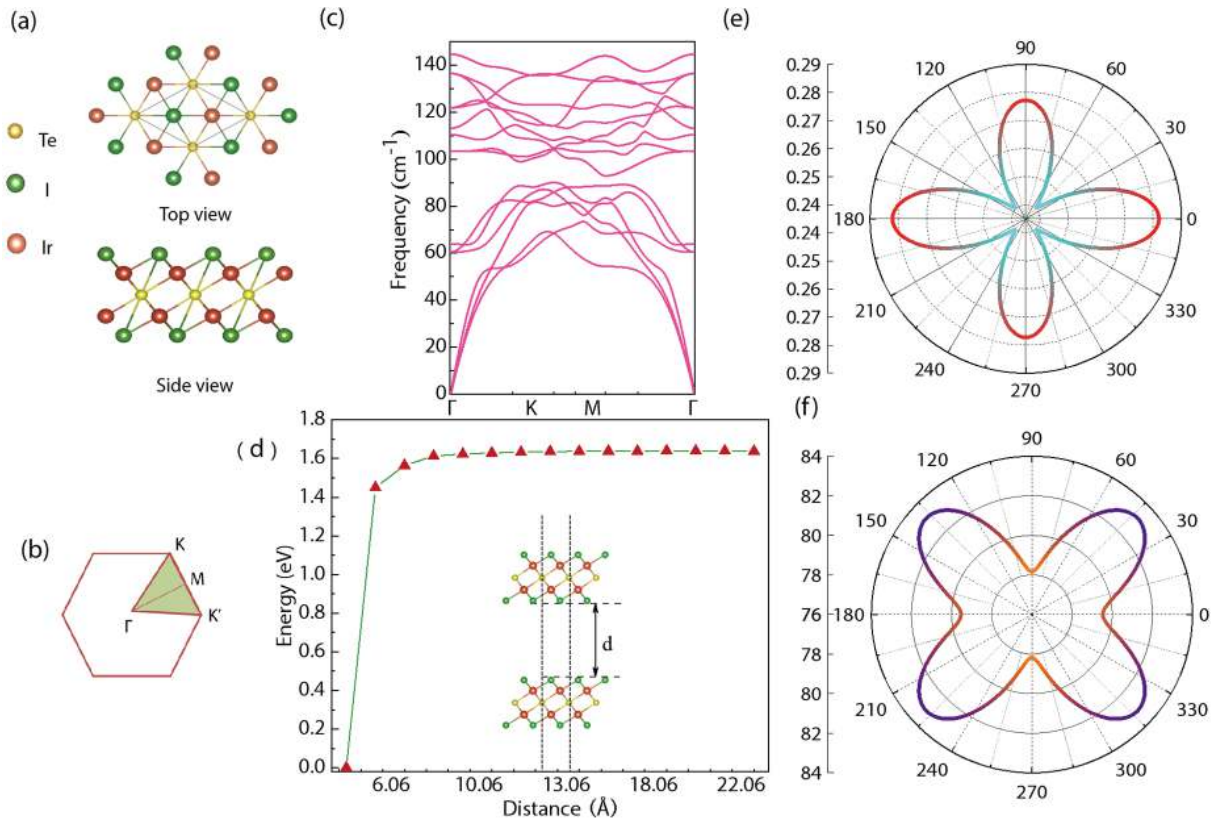 (a)
Te
I
Ir
Top view
Side view
(b)
K
M
Γ
K'
(c)
Frequency (cm⁻¹)
140
120
100
80
60
40
20
0
Γ K M Γ
(d)
Energy (eV)
1.8
1.6
1.4
1.2
1.0
0.8
0.6
0.4
0.2
0.0
d
6.06 10.06 13.06 18.06 22.06
Distance (Å)
(e)
0.29
0.28
0.27
0.26
0.25
0.24
0.24
0.25
0.26
0.27
0.28
0.29
90
120 60
150 30
180 0
210 330
240 300
270
(f)
84
82
80
78
76
78
80
82
84
90
120 60
150 30
180 0
210 330
240 300
270